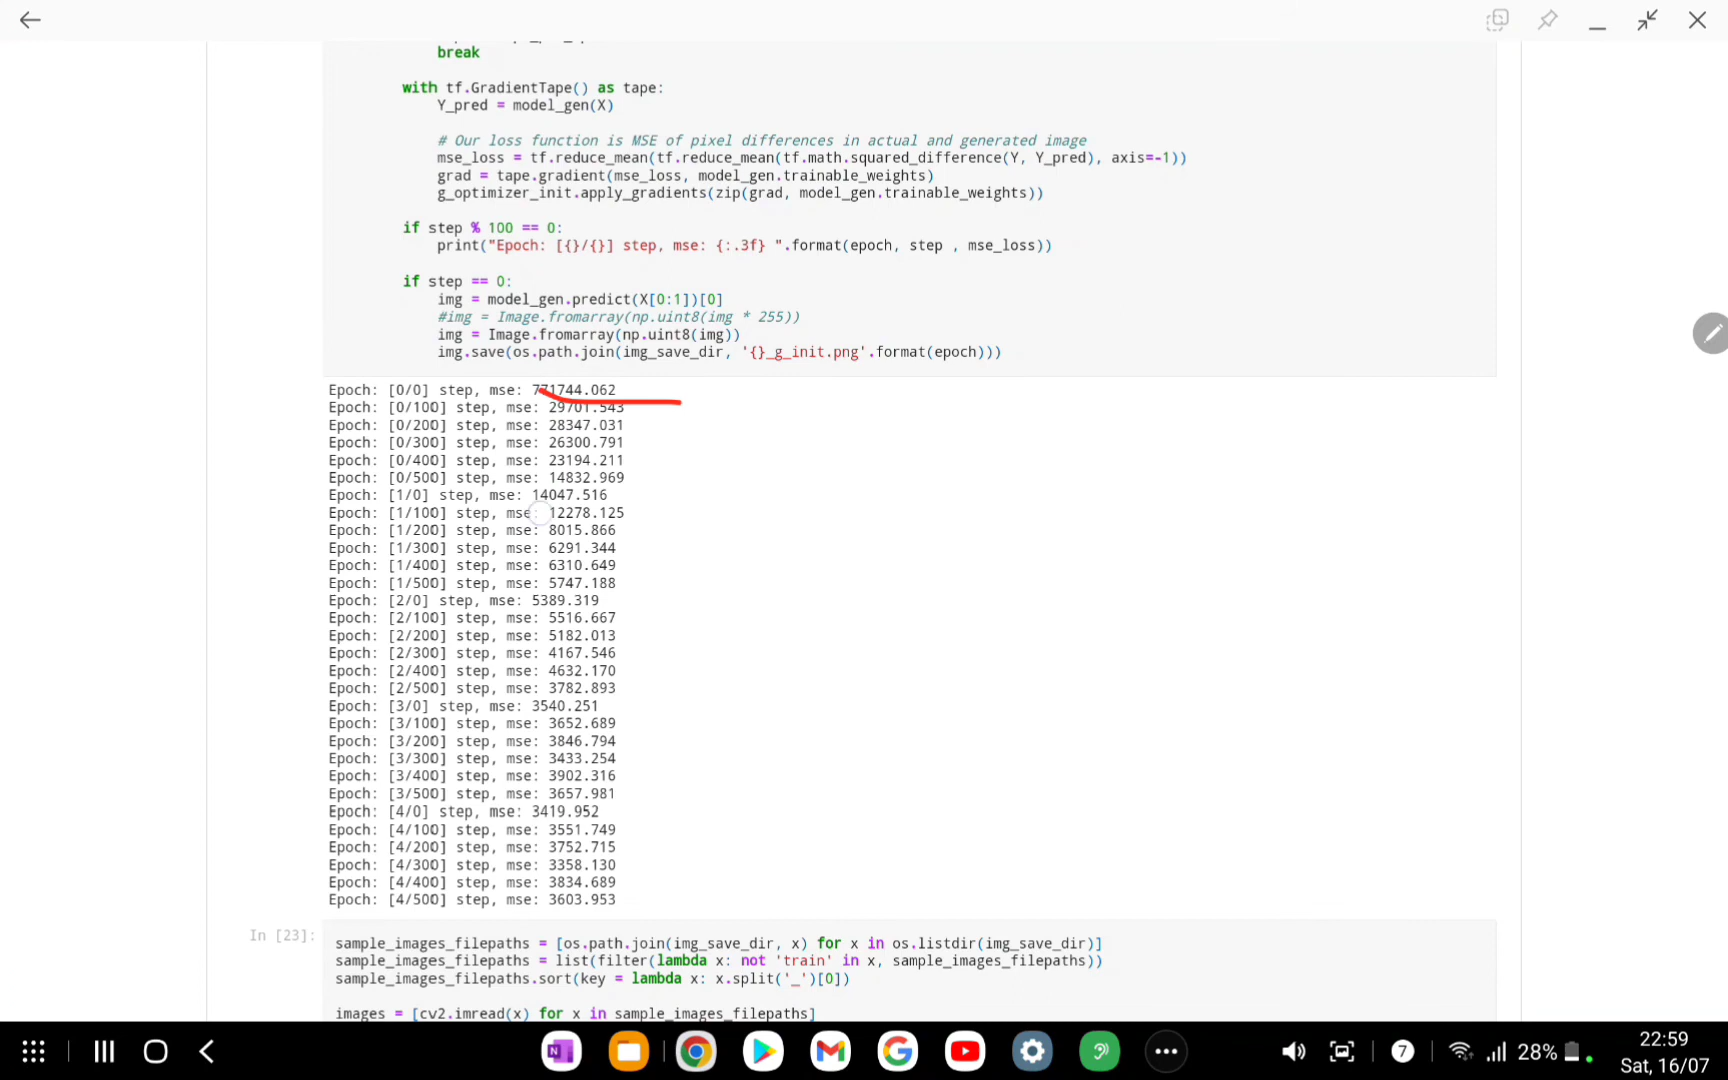 break
with tf.GradientTape() as tape:
Y_pred = model_gen(X)
# Our loss function is MSE of pixel differences in actual and generated image
mse_loss = tf.reduce_mean(tf.reduce_mean(tf.math.squared_difference(Y, Y_pred), axis=-1))
grad = tape.gradient(mse_loss, model_gen.trainable_weights)
g_optimizer_init.apply_gradients(zip(grad, model_gen.trainable_weights))
if step % 100 == 0:
print("Epoch: [{}/{}] step, mse: {:.3f} ".format(epoch, step , mse_loss))
if step == 0:
img = model_gen.predict(X[0:1])[0]
#img = Image.fromarray(np.uint8(img * 255))
img = Image.fromarray(np.uint8(img))
img.save(os.path.join(img_save_dir, '{}_g_init.png'.format(epoch)))
Epoch: [0/0] step, mse: 771744.062
Epoch: [0/100] step, mse: 29701.543
Epoch: [0/200] step, mse: 28347.031
Epoch: [0/300] step, mse: 26300.791
Epoch: [0/400] step, mse: 23194.211
Epoch: [0/500] step, mse: 14832.969
Epoch: [1/0] step, mse: 14047.516
Epoch: [1/100] step, mse: 12278.125
Epoch: [1/200] step, mse: 8015.866
Epoch: [1/300] step, mse: 6291.344
Epoch: [1/400] step, mse: 6310.649
Epoch: [1/500] step, mse: 5747.188
Epoch: [2/0] step, mse: 5389.319
Epoch: [2/100] step, mse: 5516.667
Epoch: [2/200] step, mse: 5182.013
Epoch: [2/300] step, mse: 4167.546
Epoch: [2/400] step, mse: 4632.170
Epoch: [2/500] step, mse: 3782.893
Epoch: [3/0] step, mse: 3540.251
Epoch: [3/100] step, mse: 3652.689
Epoch: [3/200] step, mse: 3846.794
Epoch: [3/300] step, mse: 3433.254
Epoch: [3/400] step, mse: 3902.316
Epoch: [3/500] step, mse: 3657.981
Epoch: [4/0] step, mse: 3419.952
Epoch: [4/100] step, mse: 3551.749
Epoch: [4/200] step, mse: 3752.715
Epoch: [4/300] step, mse: 3358.130
Epoch: [4/400] step, mse: 3834.689
Epoch: [4/500] step, mse: 3603.953
In [23]:
sample_images_filepaths = [os.path.join(img_save_dir, x) for x in os.listdir(img_save_dir)]
sample_images_filepaths = list(filter(lambda x: not 'train' in x, sample_images_filepaths))
sample_images_filepaths.sort(key = lambda x: x.split('_')[0])
images = [cv2.imread(x) for x in sample_images_filepaths]
N
G
7
28%
22:59
Sat, 16/07